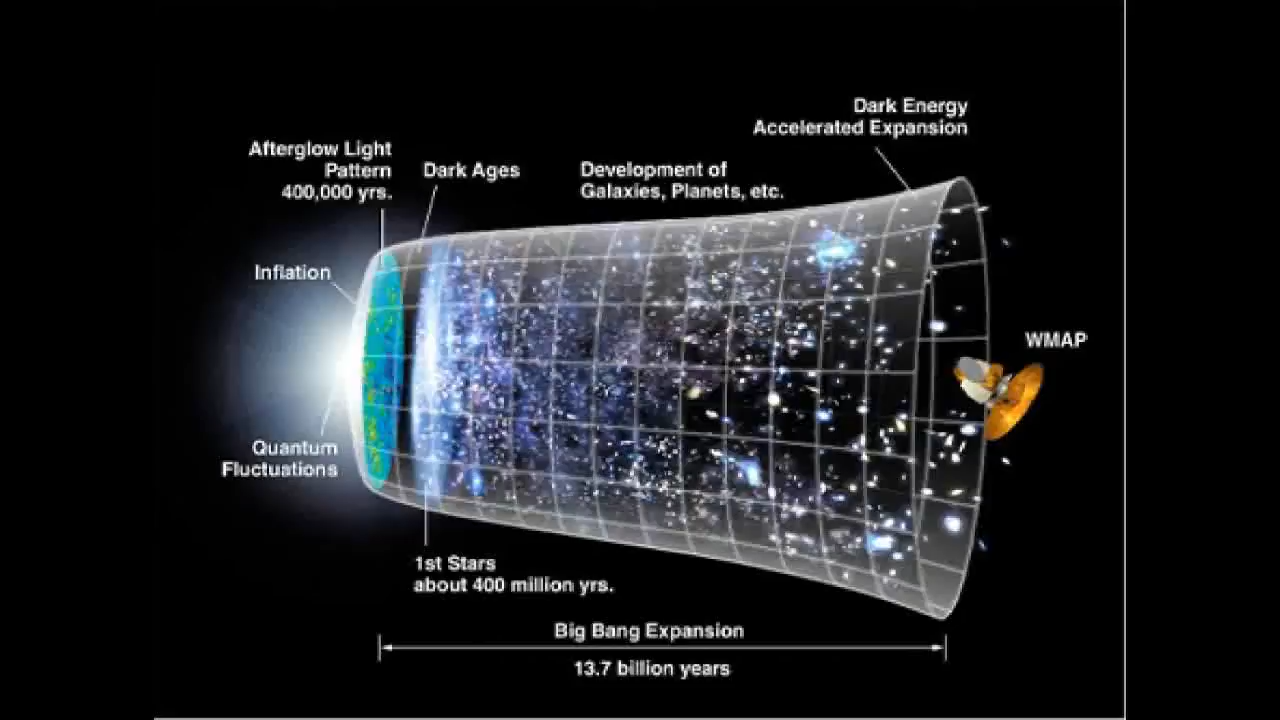 Dark Energy
Accelerated Expansion
Afterglow Light
Pattern
400,000 yrs.
Dark Ages
Development of
Galaxies, Planets, etc.
Inflation
WMAP
Quantum
Fluctuations
1st Stars
about 400 million yrs.
Big Bang Expansion
13.7 billion years